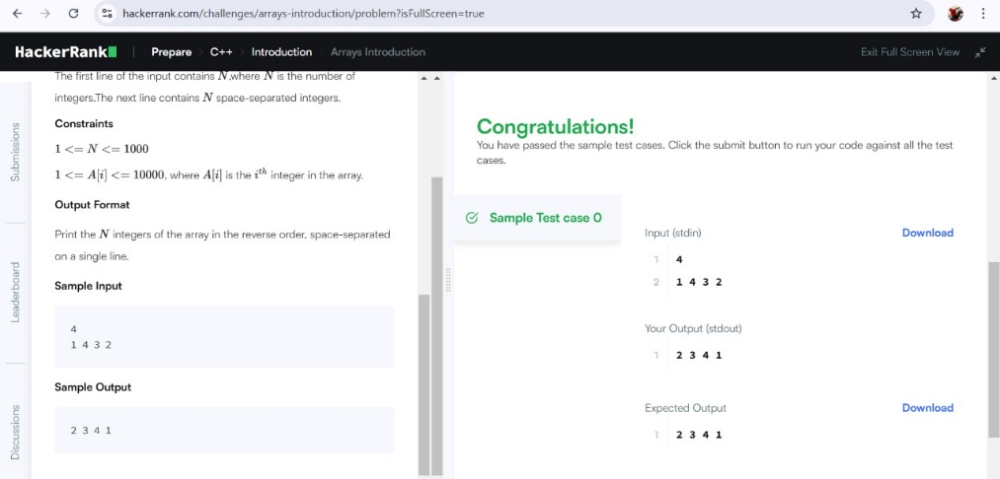 hackerrank.com/challenges/arrays-introduction/problem?isFullScreen=true
HackerRank | Prepare > C++ > Introduction > Arrays Introduction
Exit Full Screen View
Submissions
Leaderboard
Discussions
The first line of the input contains N,where N is the number of
integers.The next line contains N space-separated integers.
Constraints
1 <= N <= 1000
1 <= A[i] <= 10000, where A[i] is the ith integer in the array.
Output Format
Print the N integers of the array in the reverse order, space-separated
on a single line.
Sample Input
4
1 4 3 2
Sample Output
2 3 4 1
Congratulations!
You have passed the sample test cases. Click the submit button to run your code against all the test
cases.
Sample Test case 0
Input (stdin)
Download
1 4
2 1 4 3 2
Your Output (stdout)
1 2 3 4 1
Expected Output
Download
1 2 3 4 1